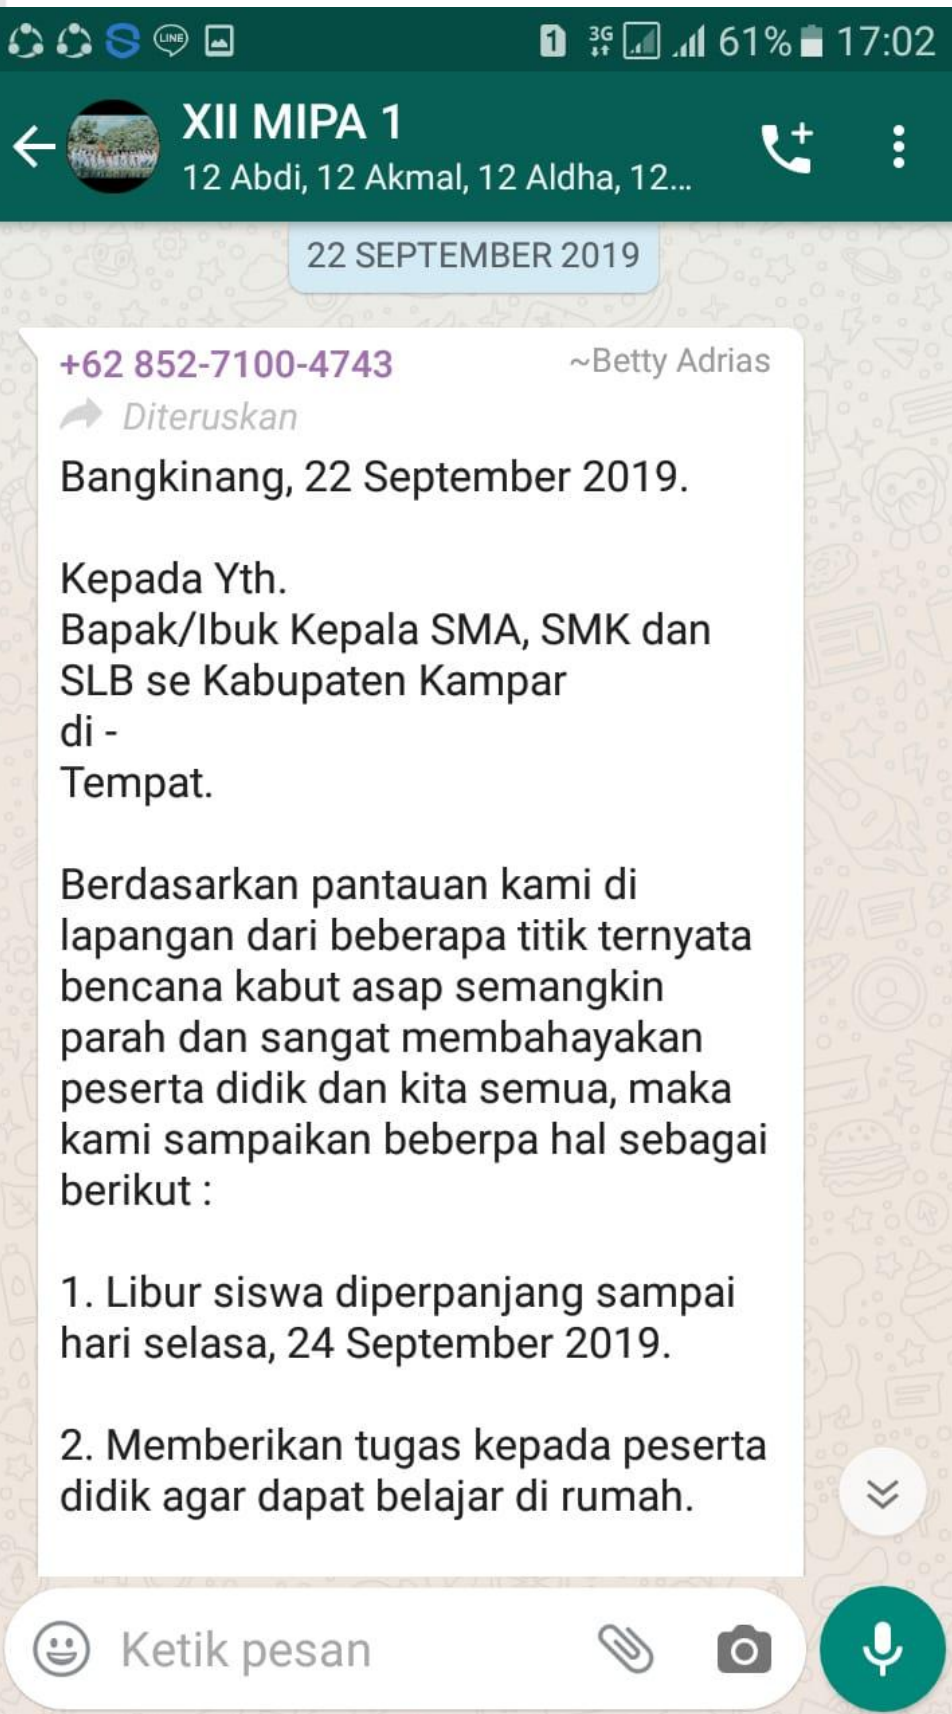 LINE
1 3G 61% 17:02
XII MIPA 1
12 Abdi, 12 Akmal, 12 Aldha, 12...
22 SEPTEMBER 2019
+62 852-7100-4743 ~Betty Adrias
Diteruskan
Bangkinang, 22 September 2019.
Kepada Yth.
Bapak/Ibuk Kepala SMA, SMK dan
SLB se Kabupaten Kampar
di -
Tempat.
Berdasarkan pantauan kami di
lapangan dari beberapa titik ternyata
bencana kabut asap semangkin
parah dan sangat membahayakan
peserta didik dan kita semua, maka
kami sampaikan beberpa hal sebagai
berikut :
1. Libur siswa diperpanjang sampai
hari selasa, 24 September 2019.
2. Memberikan tugas kepada peserta
didik agar dapat belajar di rumah.
Ketik pesan